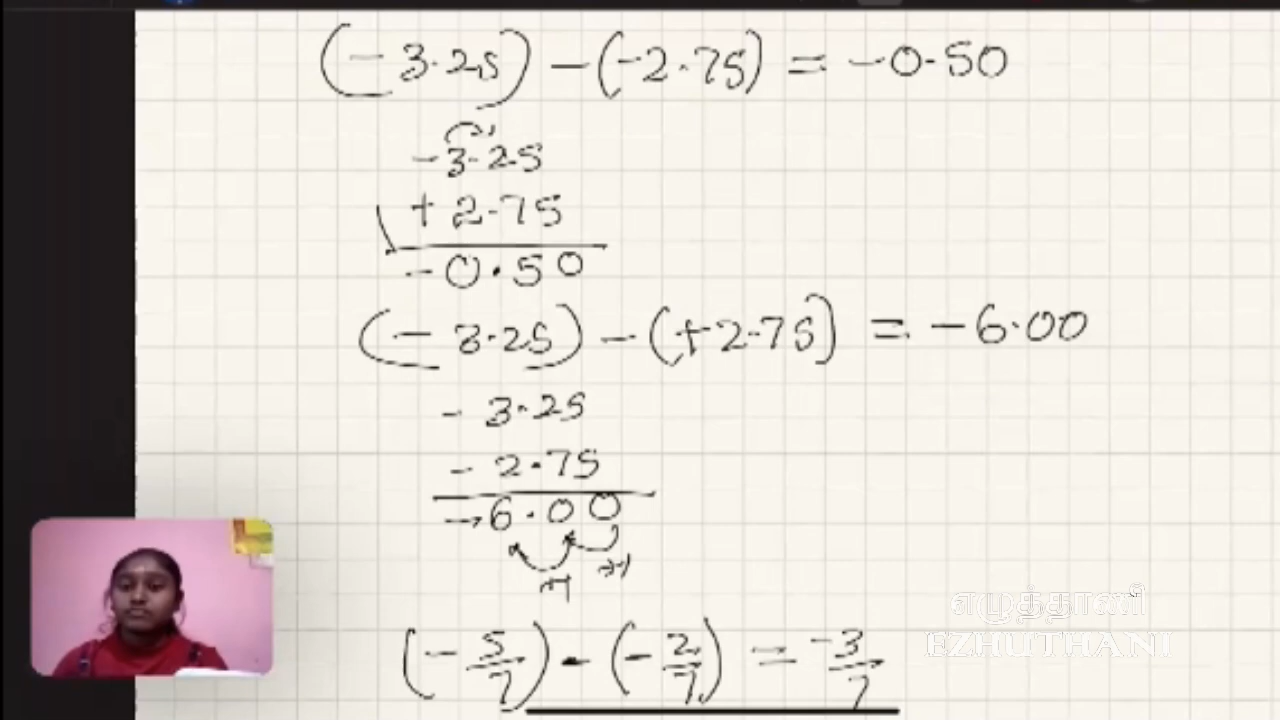 (-3.25) - (-2.75) = -0.50
-3.25
+ 2.75
- 0.50
(- 3.25) - (+2.75) = - 6.00
- 3.25
- 2.75
- 6.00
+1 +1
எழுத்தாணி
EZHUTHANI
(- 5/7) - (- 2/7) = -3/7